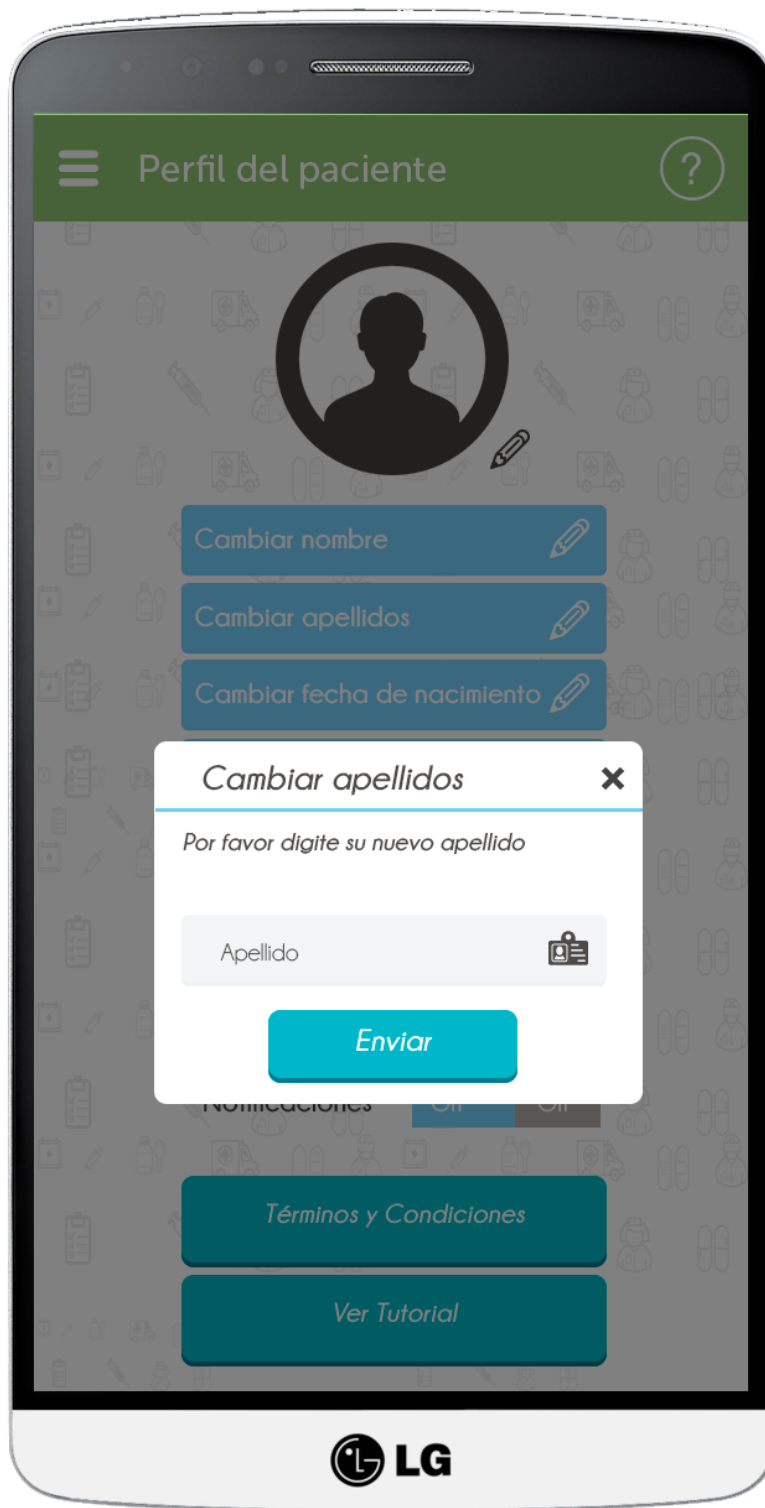 Perfil del paciente
?
Cambiar nombre
Cambiar apellidos
Cambiar fecha de nacimiento
Cambiar apellidos
Por favor digite su nuevo apellido
Apellido
Enviar
Notificaciones
Términos y Condiciones
Ver Tutorial
LG